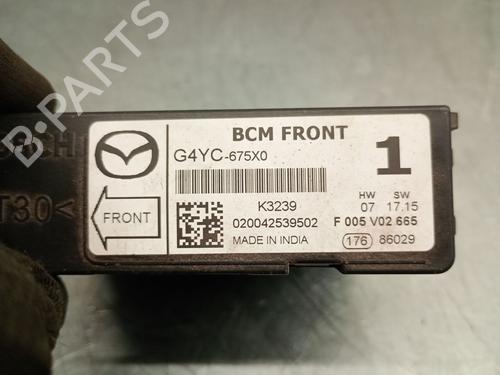 BCM FRONT
G4YC-675X0
1
K3239
020042539502
MADE IN INDIA
HW SW
07 17.15
F 005 V02 665
176 86029
FRONT
T30<
B-PARTS